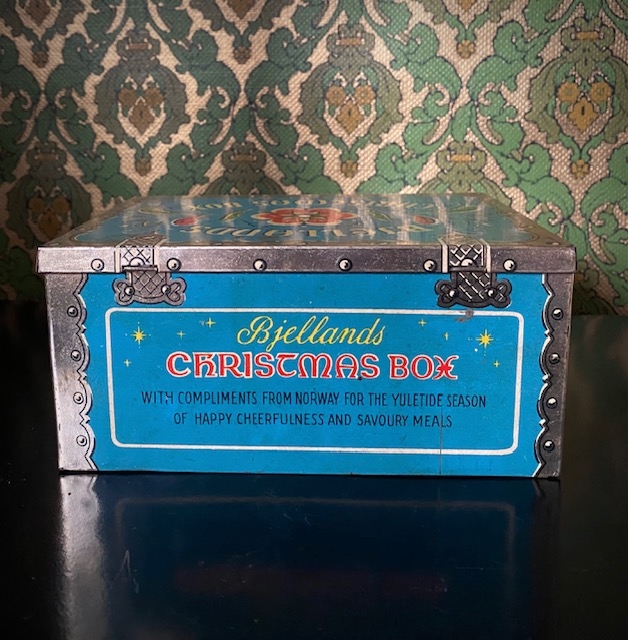 Bjellands
CHRISTMAS BOX
WITH COMPLIMENTS FROM NORWAY FOR THE YULETIDE SEASON
OF HAPPY CHEERFULNESS AND SAVOURY MEALS